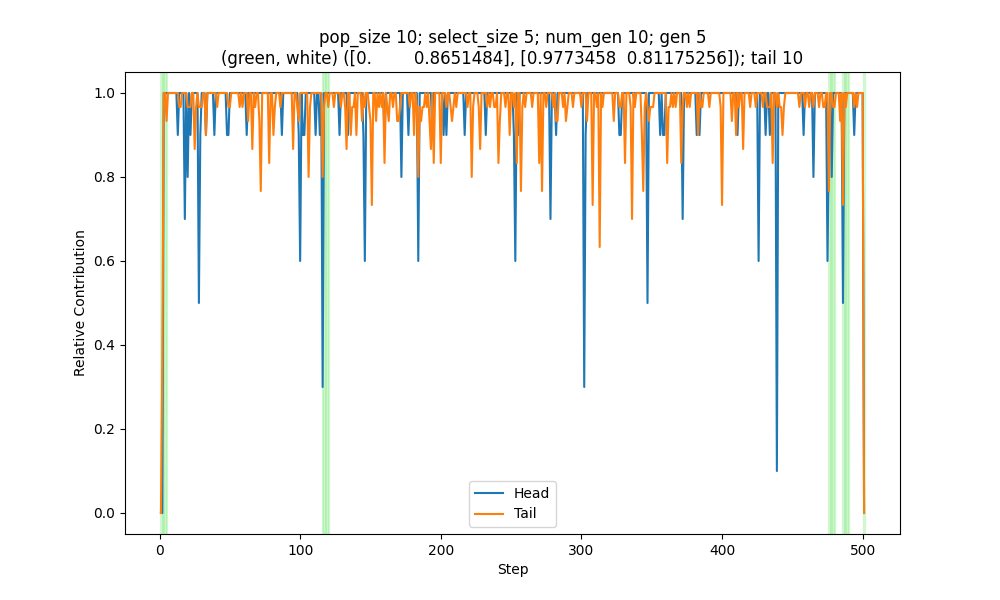 pop_size 10; select_size 5; num_gen 10; gen 5
(green, white) ([0. 0.8651484], [0.9773458 0.81175256]); tail 10
1.0
0.8
0.6
0.4
0.2
0.0
Relative Contribution
Head
Tail
0 100 200 300 400 500
Step